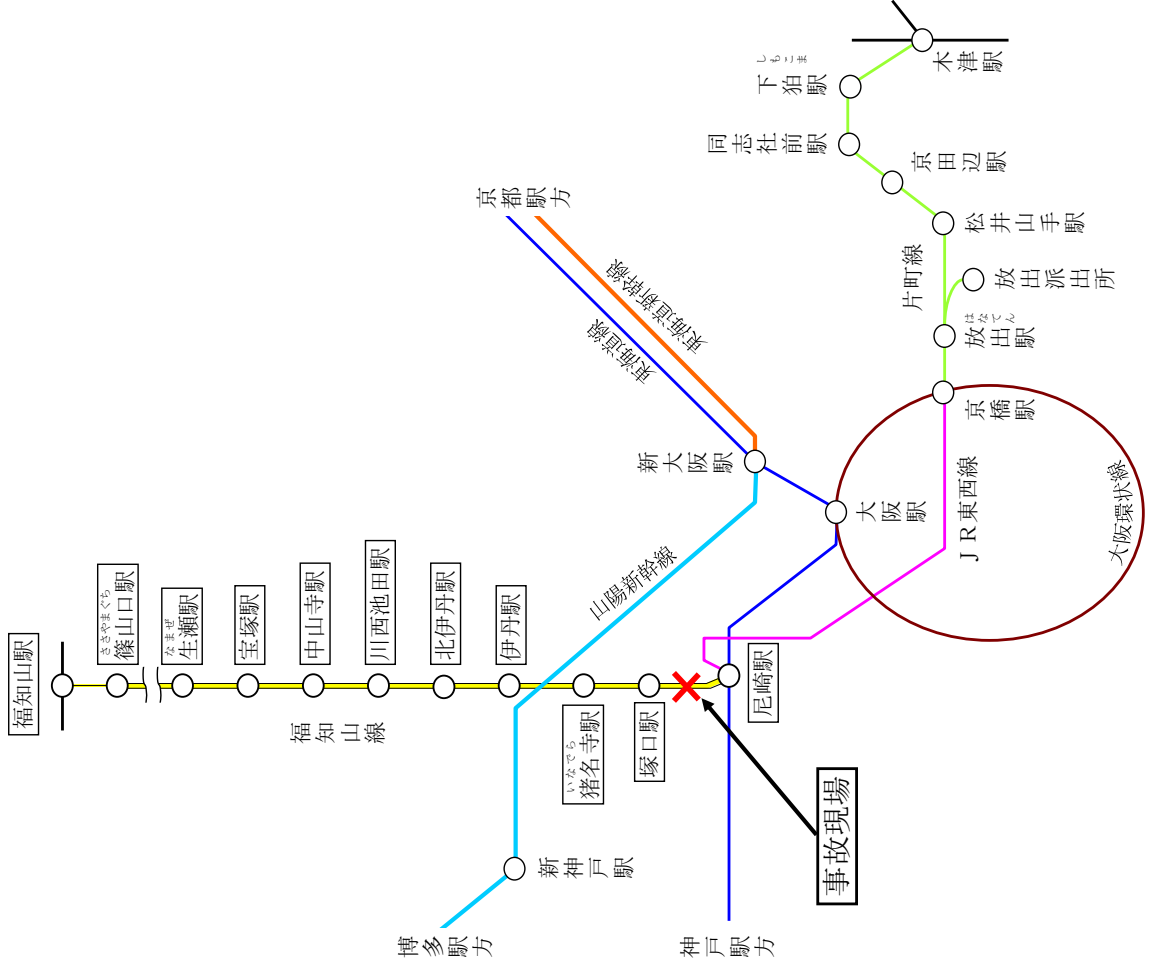 福知山駅
ささやまぐち
篠山口駅
なまぜ
生瀬駅
宝塚駅
中山寺駅
川西池田駅
北伊丹駅
伊丹駅
いなでら
猪名寺駅
塚口駅
尼崎駅
福知山線
事故現場
新神戸駅
博多駅方
神戸駅方
山陽新幹線
新大阪駅
大阪駅
東海道線
東海道新幹線
京都駅方
JR東西線
大阪環状線
京橋駅
はなてん
放出駅
放出派出所
片町線
松井山手駅
京田辺駅
同志社前駅
しもこま
下狛駅
木津駅